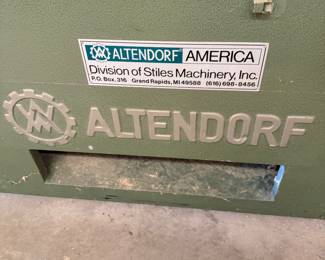 ALTENDORF AMERICA
Division of Stiles Machinery, Inc.
P.O. Box. 316 Grand Rapids, MI 49588 (616) 698-8456
ALTENDORF